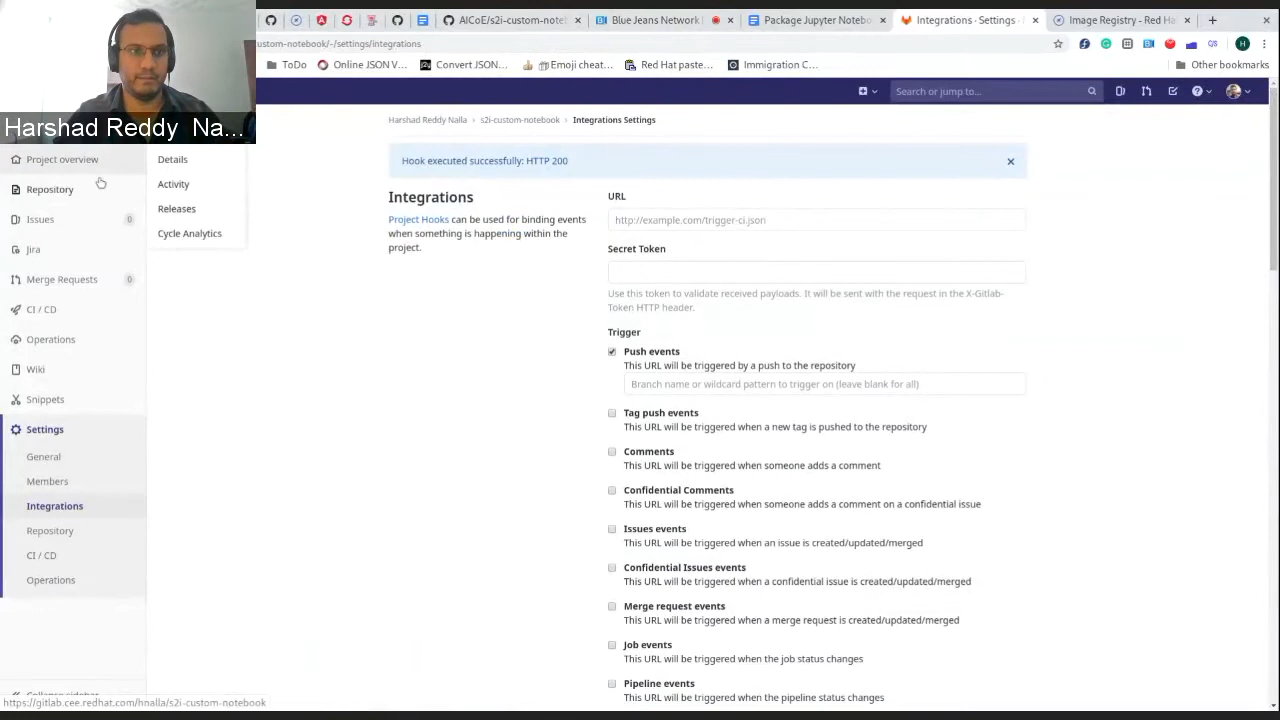 AICoE/s2i-custom-note
Blue Jeans Network
Package Jupyter Notebo
Integrations · Settings ·
Image Registry - Red Ha
ustom-notebook/-/settings/integrations
ToDo
Online JSON V...
Convert JSON...
Emoji cheat...
Red Hat paste...
Immigration C...
Other bookmarks
Search or jump to...
Harshad Reddy Na...
Harshad Reddy Nalla › s2i-custom-notebook › Integrations Settings
Project overview
Repository
Issues 0
Jira
Merge Requests 0
CI / CD
Operations
Wiki
Snippets
Settings
General
Members
Integrations
Repository
CI / CD
Operations
Collapse sidebar
https://gitlab.cee.redhat.com/hnalla/s2i-custom-notebook
Details
Activity
Releases
Cycle Analytics
Hook executed successfully: HTTP 200
Integrations
Project Hooks can be used for binding events
when something is happening within the
project.
URL
http://example.com/trigger-ci.json
Secret Token
Use this token to validate received payloads. It will be sent with the request in the X-Gitlab-
Token HTTP header.
Trigger
Push events
This URL will be triggered by a push to the repository
Branch name or wildcard pattern to trigger on (leave blank for all)
Tag push events
This URL will be triggered when a new tag is pushed to the repository
Comments
This URL will be triggered when someone adds a comment
Confidential Comments
This URL will be triggered when someone adds a comment on a confidential issue
Issues events
This URL will be triggered when an issue is created/updated/merged
Confidential Issues events
This URL will be triggered when a confidential issue is created/updated/merged
Merge request events
This URL will be triggered when a merge request is created/updated/merged
Job events
This URL will be triggered when the job status changes
Pipeline events
This URL will be triggered when the pipeline status changes